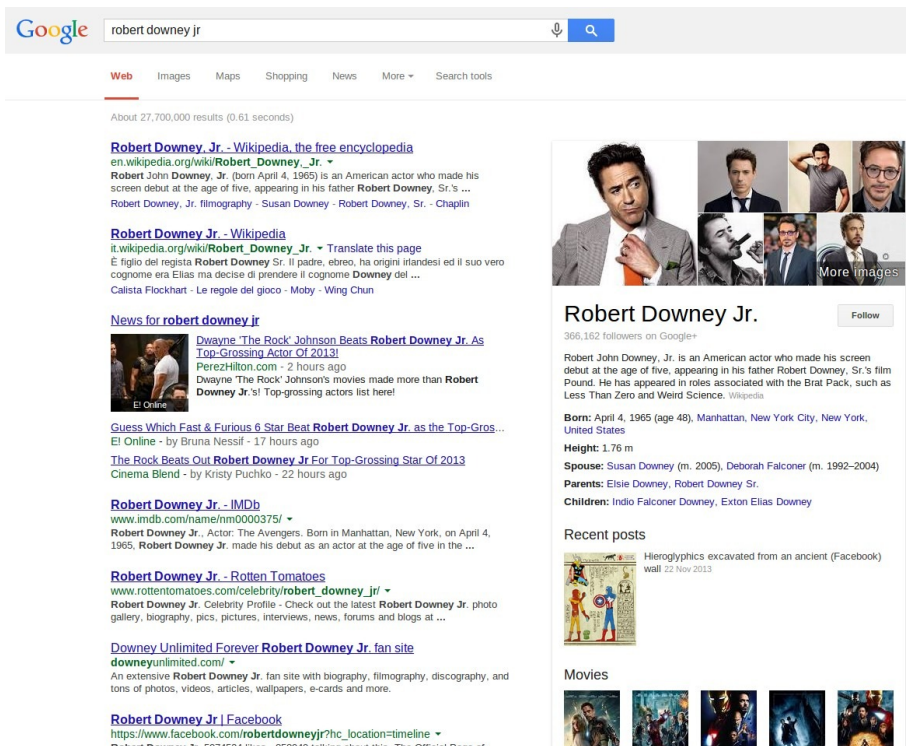 Google
robert downey jr
Web Images Maps Shopping News More Search tools
About 27,700,000 results (0.61 seconds)
Robert Downey, Jr. - Wikipedia, the free encyclopedia
en.wikipedia.org/wiki/Robert_Downey,_Jr.
Robert John Downey, Jr. (born April 4, 1965) is an American actor who made his
screen debut at the age of five, appearing in his father Robert Downey, Sr.'s ...
Robert Downey, Jr. filmography - Susan Downey - Robert Downey, Sr. - Chaplin
Robert Downey Jr. - Wikipedia
it.wikipedia.org/wiki/Robert_Downey_Jr. Translate this page
È figlio del regista Robert Downey Sr. Il padre, ebreo, ha origini irlandesi ed il suo vero
cognome era Elias ma decise di prendere il cognome Downey del ...
Calista Flockhart - Le regole del gioco - Moby - Wing Chun
News for robert downey jr
Dwayne 'The Rock' Johnson Beats Robert Downey Jr. As
Top-Grossing Actor Of 2013!
PerezHilton.com - 2 hours ago
Dwayne 'The Rock' Johnson's movies made more than Robert
Downey Jr.'s! Top-grossing actors list here!
E! Online
Guess Which Fast & Furious 6 Star Beat Robert Downey Jr. as the Top-Gros...
E! Online - by Bruna Nessif - 17 hours ago
The Rock Beats Out Robert Downey Jr For Top-Grossing Star Of 2013
Cinema Blend - by Kristy Puchko - 22 hours ago
Robert Downey Jr. - IMDb
www.imdb.com/name/nm0000375/
Robert Downey Jr., Actor: The Avengers. Born in Manhattan, New York, on April 4,
1965, Robert Downey Jr. made his debut as an actor at the age of five in the ...
Robert Downey Jr. - Rotten Tomatoes
www.rottentomatoes.com/celebrity/robert_downey_jr/
Robert Downey Jr. Celebrity Profile - Check out the latest Robert Downey Jr. photo
gallery, biography, pics, pictures, interviews, news, forums and blogs at ...
Downey Unlimited Forever Robert Downey Jr. fan site
downeyunlimited.com/
An extensive Robert Downey Jr. fan site with biography, filmography, discography, and
tons of photos, videos, articles, wallpapers, e-cards and more.
Robert Downey Jr | Facebook
https://www.facebook.com/robertdowneyjr?hc_location=timeline
More images
Robert Downey Jr.
Follow
366,162 followers on Google+
Robert John Downey, Jr. is an American actor who made his screen
debut at the age of five, appearing in his father Robert Downey, Sr.'s film
Pound. He has appeared in roles associated with the Brat Pack, such as
Less Than Zero and Weird Science. Wikipedia
Born: April 4, 1965 (age 48), Manhattan, New York City, New York,
United States
Height: 1.76 m
Spouse: Susan Downey (m. 2005), Deborah Falconer (m. 1992–2004)
Parents: Elsie Downey, Robert Downey Sr.
Children: Indio Falconer Downey, Exton Elias Downey
Recent posts
Hieroglyphics excavated from an ancient (Facebook)
wall 22 Nov 2013
Movies